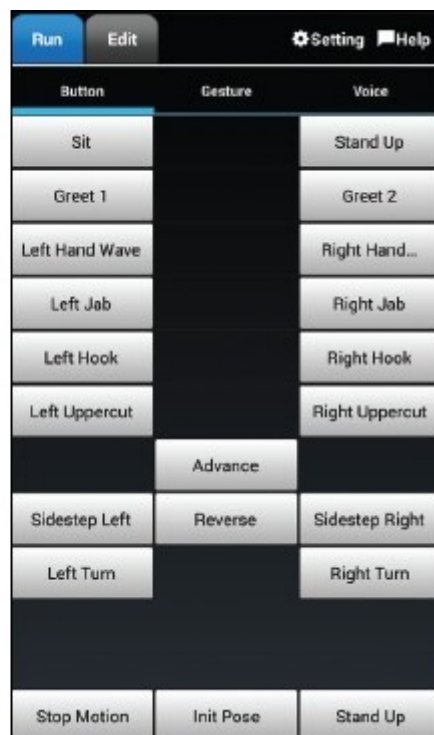 Run Edit Setting Help
Button Gesture Voice
Sit Stand Up
Greet 1 Greet 2
Left Hand Wave Right Hand...
Left Jab Right Jab
Left Hook Right Hook
Left Uppercut Right Uppercut
Advance
Sidestep Left Reverse Sidestep Right
Left Turn Right Turn
Stop Motion Init Pose Stand Up